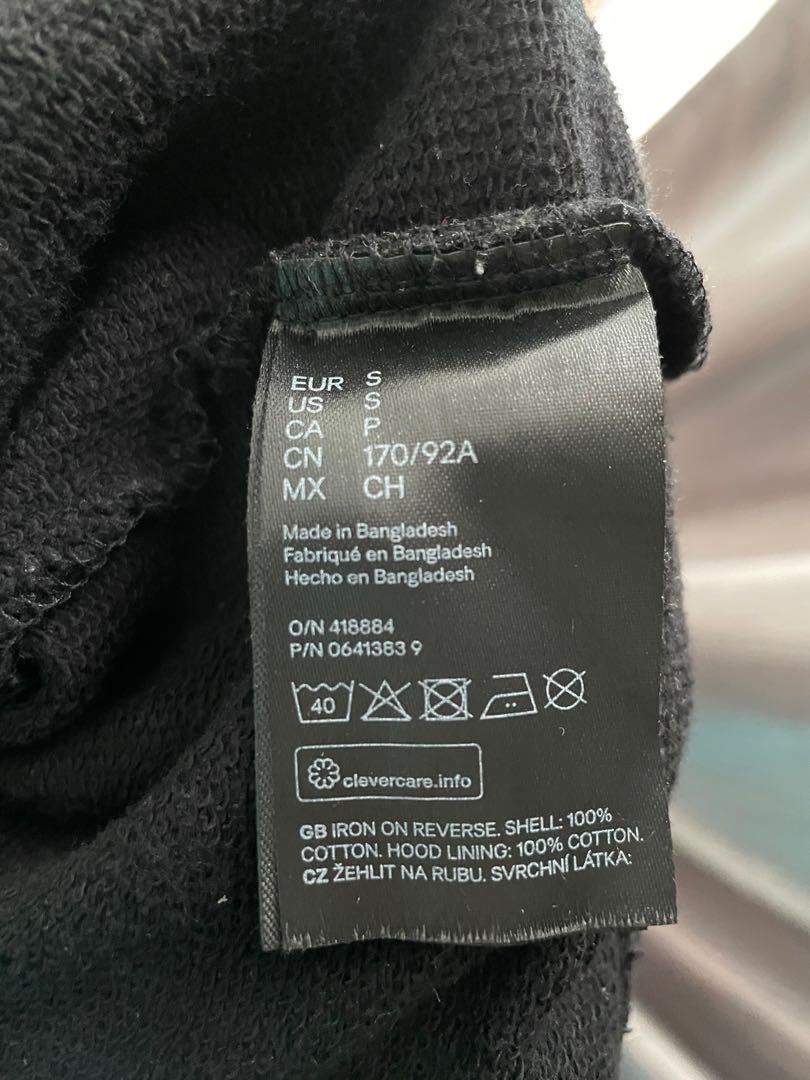 EUR S
US S
CA P
CN 170/92A
MX CH
Made in Bangladesh
Fabriqué en Bangladesh
Hecho en Bangladesh
O/N 418884
P/N 0641383 9
40
clevercare.info
GB IRON ON REVERSE. SHELL: 100%
COTTON. HOOD LINING: 100% COTTON.
CZ ŽEHLIT NA RUBU. SVRCHNÍ LÁTKA: